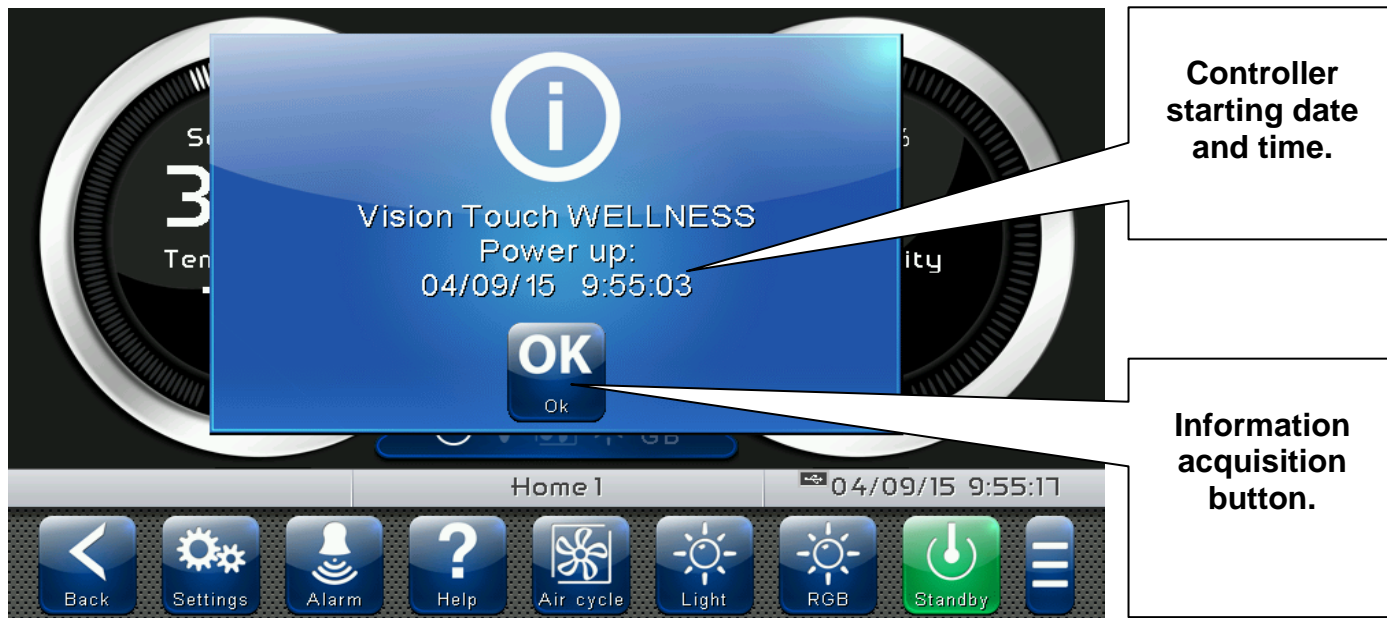 Controller
starting date
and time.
Vision Touch WELLNESS
Power up:
04/09/15 9:55:03
OK
Ok
ity
GB
Home 1
04/09/15 9:55:17
Information
acquisition
button.
Back
Settings
Alarm
Help
Air cycle
Light
RGB
Standby